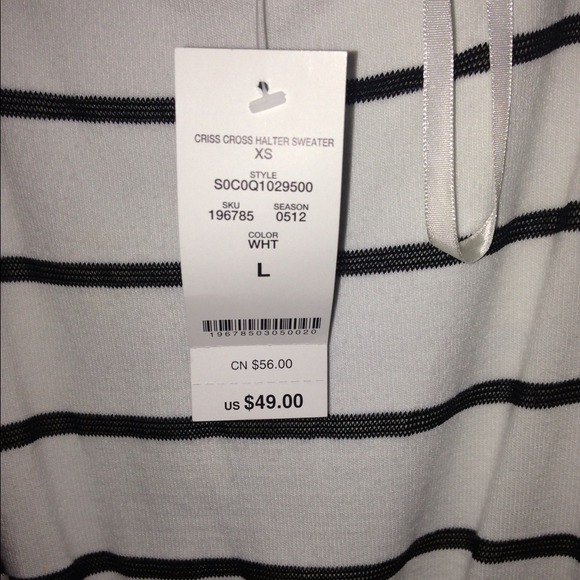 CRISS CROSS HALTER SWEATER
XS
STYLE
S0C0Q1029500
SKU SEASON
196785 0512
COLOR
WHT
L
19678503050020
CN $56.00
US $49.00